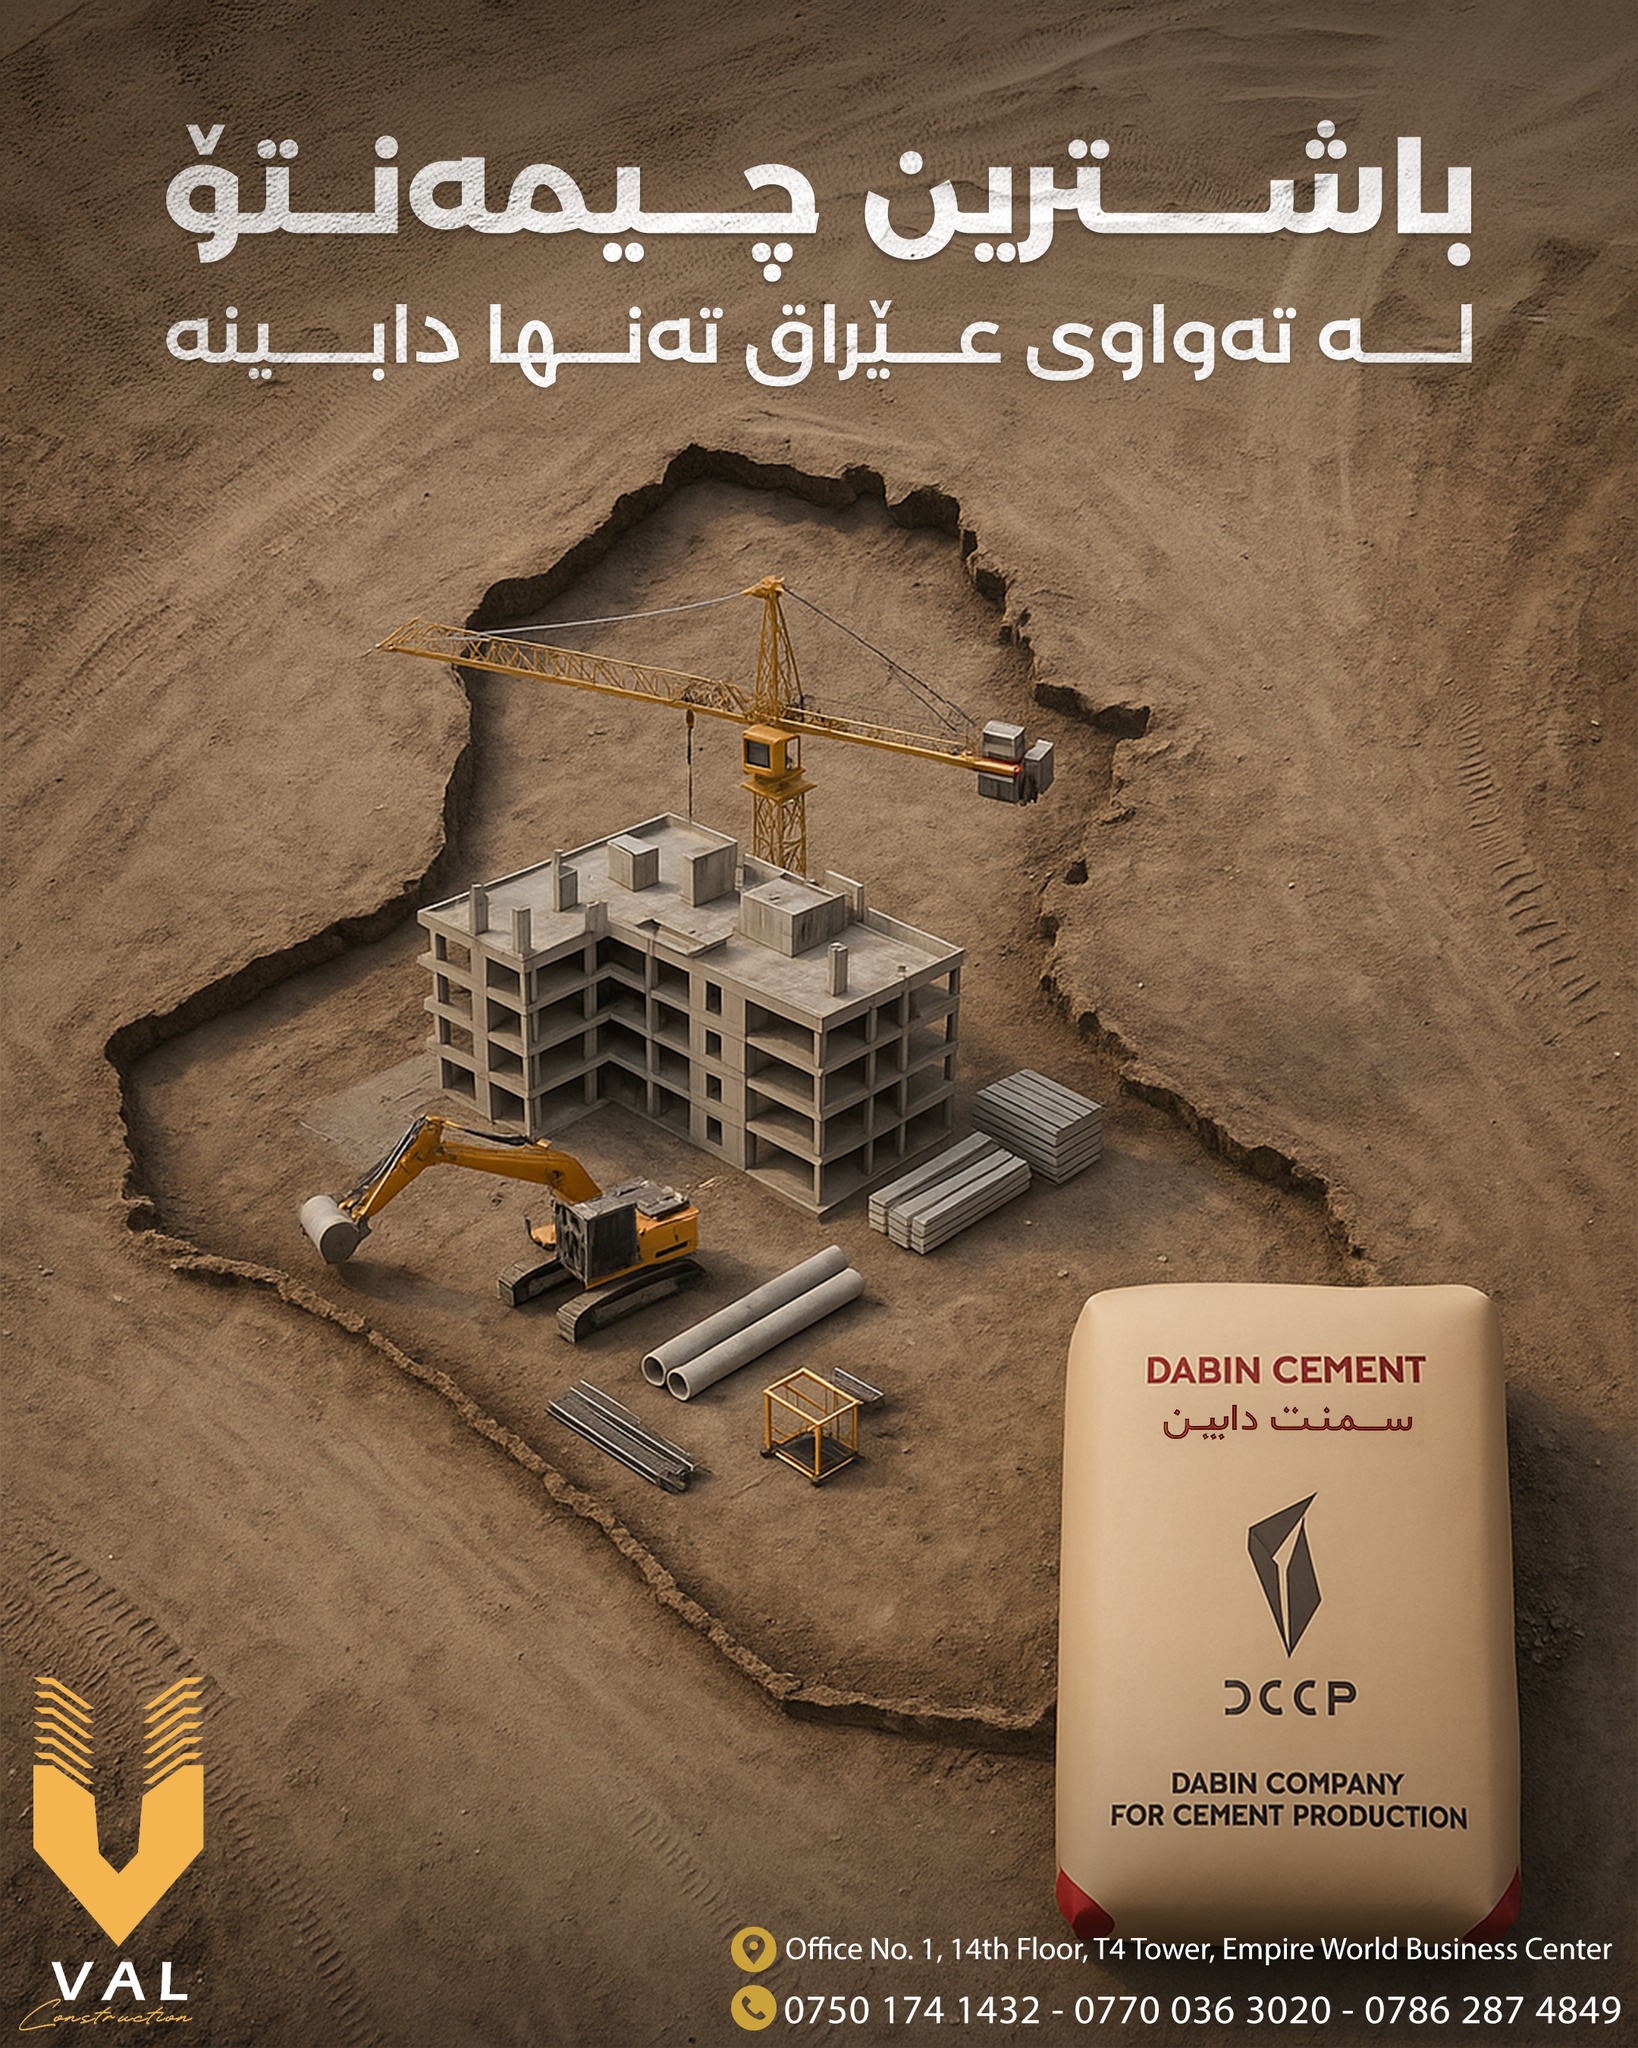 باشترین چیمەنتۆ
لە تەواوی عێراق تەنها دابینە
DABIN CEMENT
سمنت دابين
DCCP
DABIN COMPANY
FOR CEMENT PRODUCTION
VAL
Construction
Office No. 1, 14th Floor, T4 Tower, Empire World Business Center
0750 174 1432 - 0770 036 3020 - 0786 287 4849